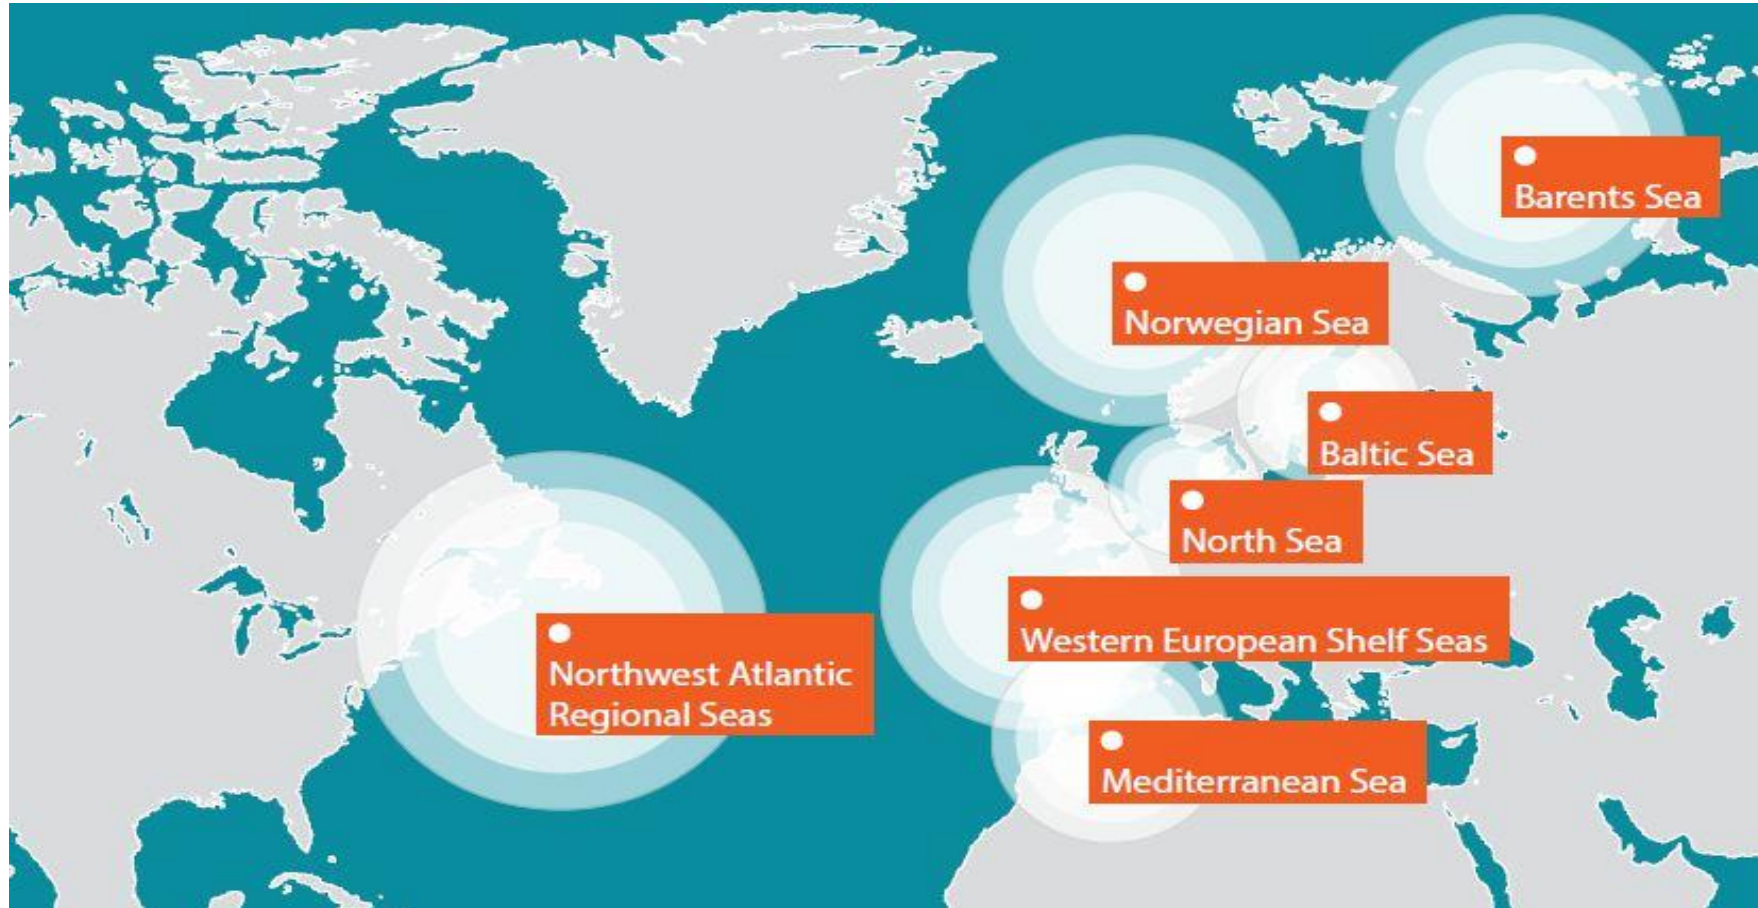 Barents Sea
Norwegian Sea
Baltic Sea
North Sea
Western European Shelf Seas
Northwest Atlantic
Regional Seas
Mediterranean Sea